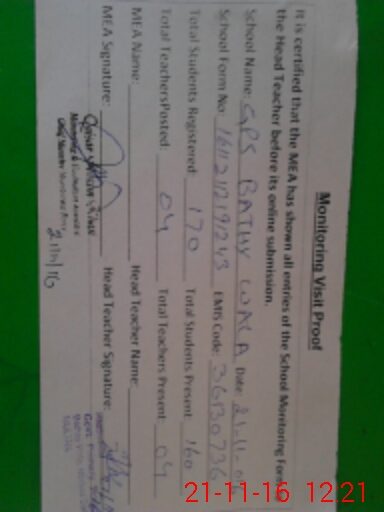 Monitoring Visit Proof
It is certified that the MEA has shown all entries of the School Monitoring Form to
the Head Teacher before its online submission.
School Name: GPS BATHY WALA Date: 21-11-
School Form No: EMIS Code: 36130736
Total Students Registered: 170 Total Students Present 160
Total Teachers Posted: 04 Total Teachers Present 04
MEA Name: Head Teacher Name:
MEA Signature: Head Teacher Signature:
21/11/16
21-11-16 12.21